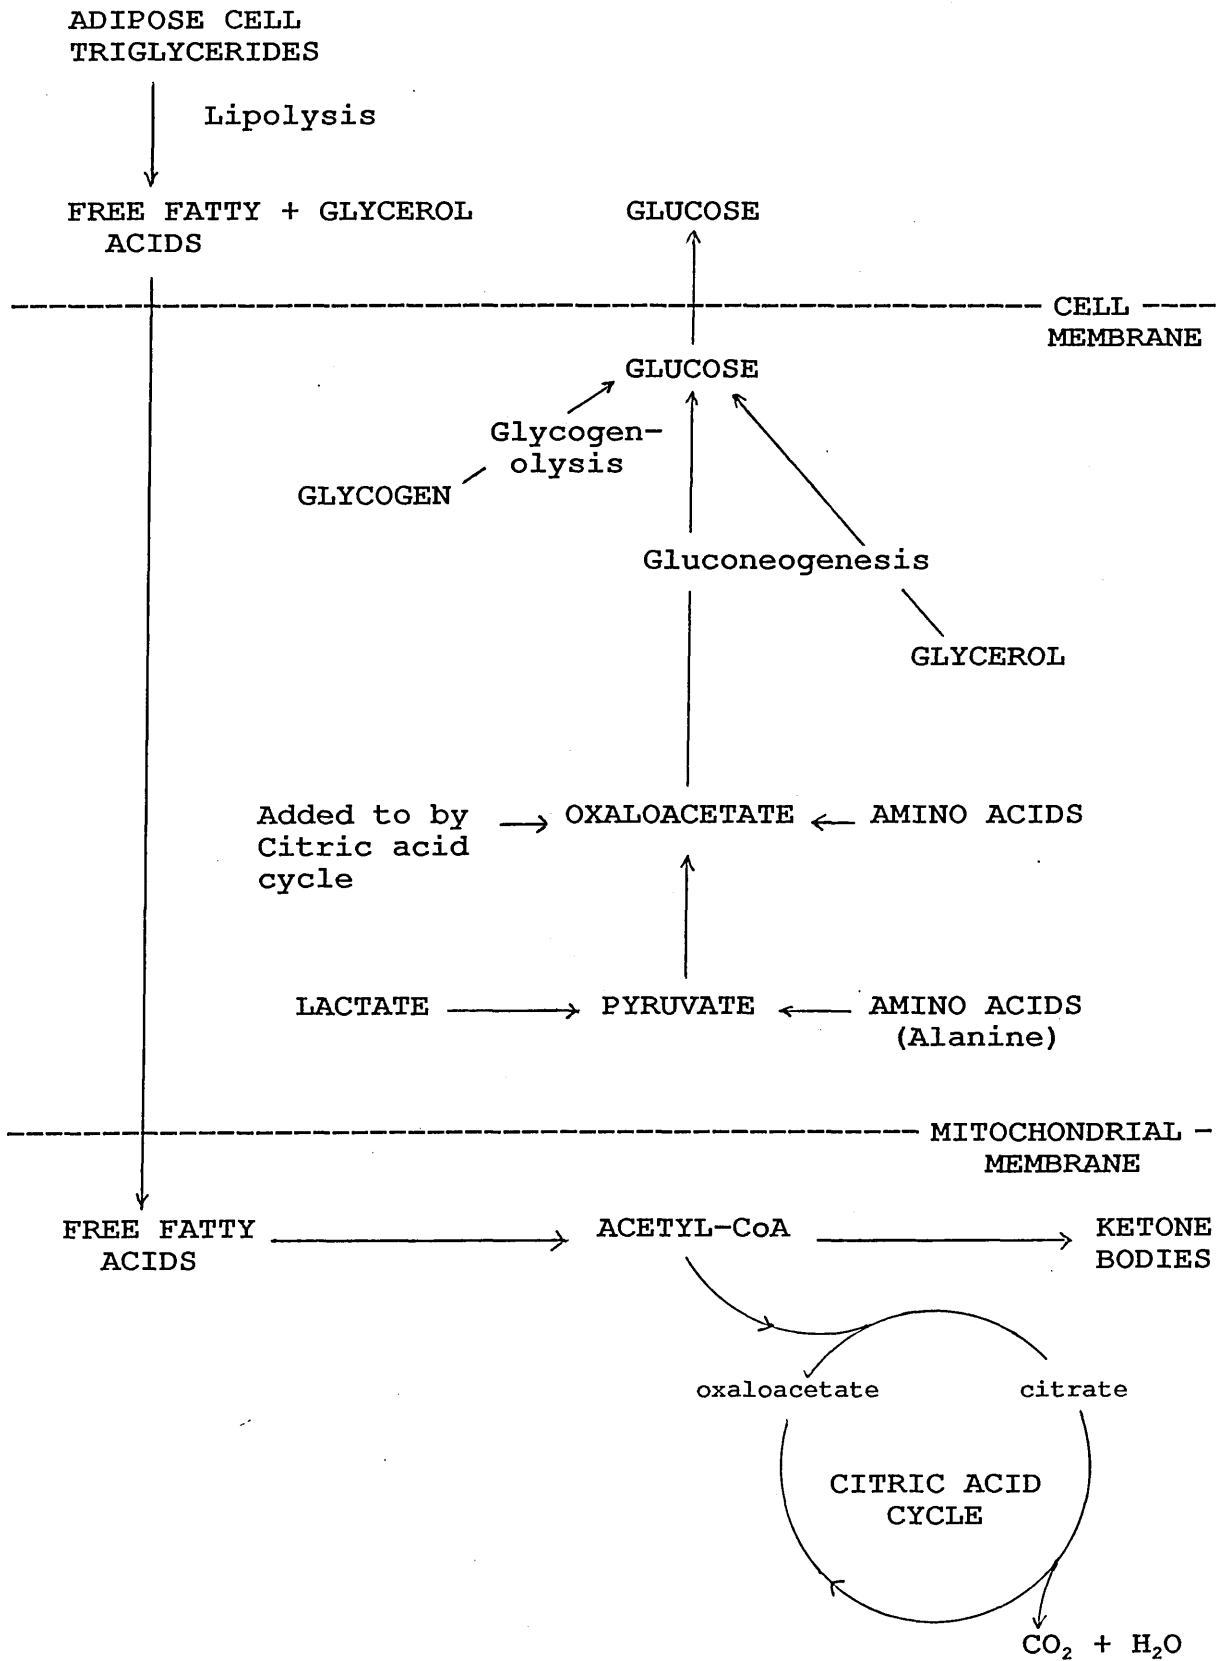 ADIPOSE CELL
TRIGLYCERIDES
Lipolysis
FREE FATTY + GLYCEROL
ACIDS
GLUCOSE
CELL
MEMBRANE
GLUCOSE
Glycogen-
olysis
GLYCOGEN
Gluconeogenesis
GLYCEROL
Added to by
Citric acid
cycle
OXALOACETATE
AMINO ACIDS
LACTATE
PYRUVATE
AMINO ACIDS
(Alanine)
MITOCHONDRIAL
MEMBRANE
FREE FATTY
ACIDS
ACETYL-CoA
KETONE
BODIES
oxaloacetate
citrate
CITRIC ACID
CYCLE
CO₂ + H₂O